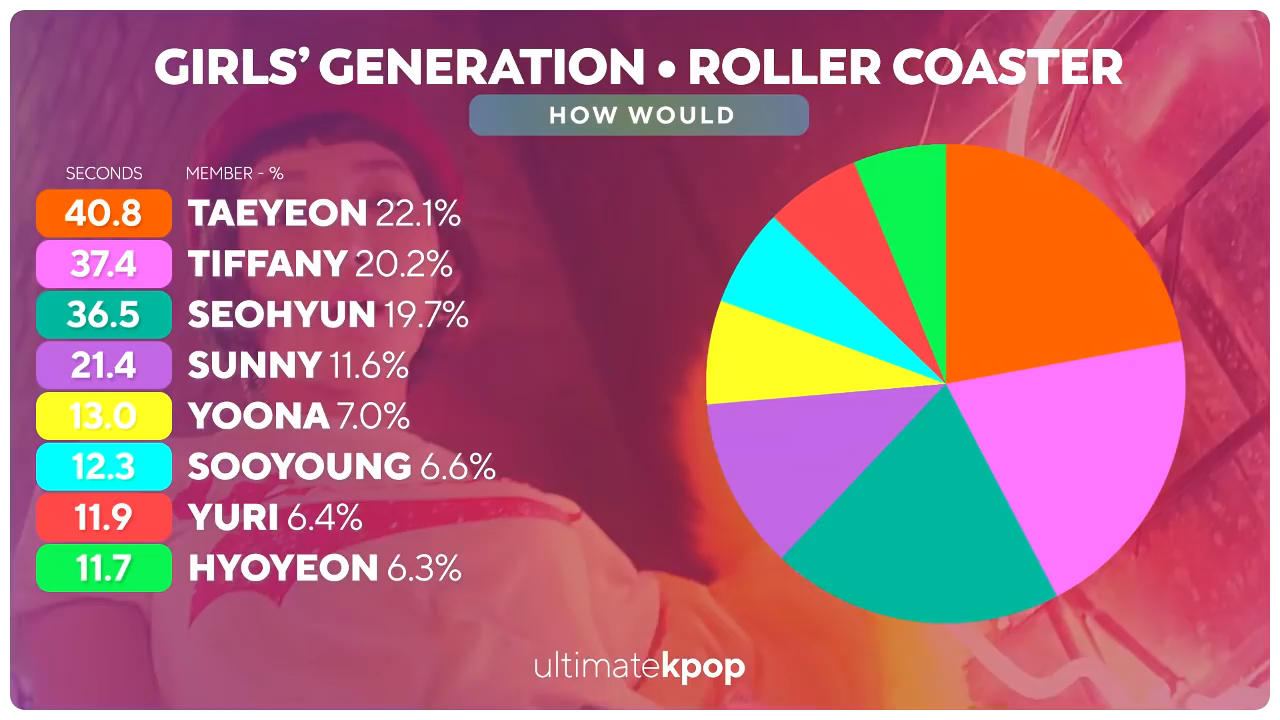 GIRLS’ GENERATION • ROLLER COASTER
HOW WOULD
SECONDS MEMBER - %
40.8 TAEYEON 22.1%
37.4 TIFFANY 20.2%
36.5 SEOHYUN 19.7%
21.4 SUNNY 11.6%
13.0 YOONA 7.0%
12.3 SOOYOUNG 6.6%
11.9 YURI 6.4%
11.7 HYOYEON 6.3%
ultimatekpop